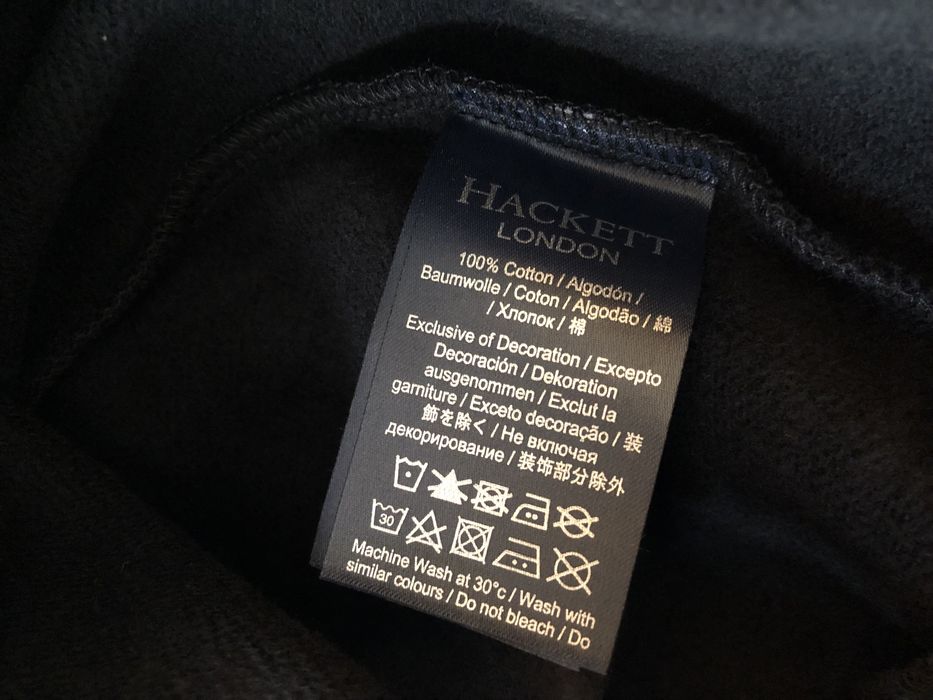 HACKETT
LONDON
100% Cotton / Algodón /
Baumwolle / Coton / Algodão / 綿
/ Хлопок / 棉
Exclusive of Decoration / Excepto
Decoración / Dekoration
ausgenommen / Exclut la
garniture / Exceto decoração / 装
飾を除く / Не включая
декорирование / 装饰部分除外
30
Machine Wash at 30°c / Wash with
similar colours / Do not bleach / Do